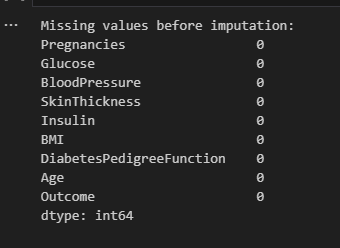 ... Missing values before imputation:
Pregnancies 0
Glucose 0
BloodPressure 0
SkinThickness 0
Insulin 0
BMI 0
DiabetesPedigreeFunction 0
Age 0
Outcome 0
dtype: int64